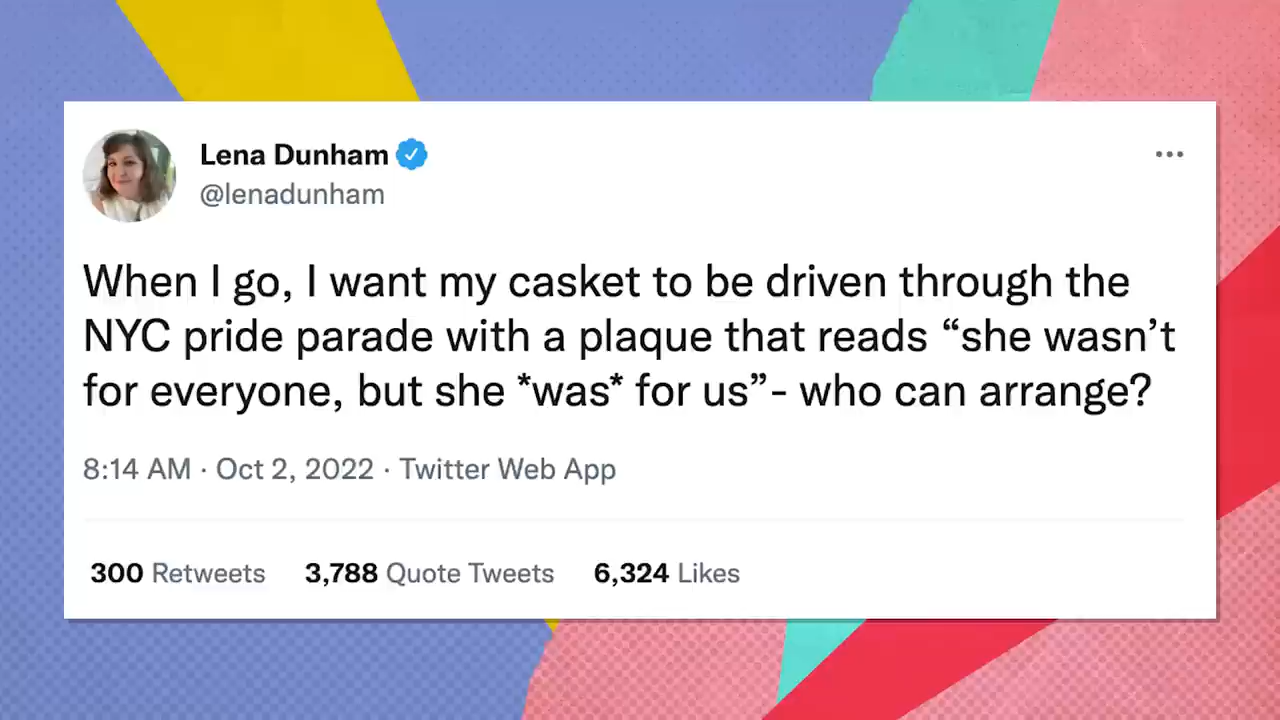 Lena Dunham
@lenadunham
When I go, I want my casket to be driven through the
NYC pride parade with a plaque that reads “she wasn’t
for everyone, but she *was* for us”- who can arrange?
8:14 AM · Oct 2, 2022 · Twitter Web App
300 Retweets 3,788 Quote Tweets 6,324 Likes